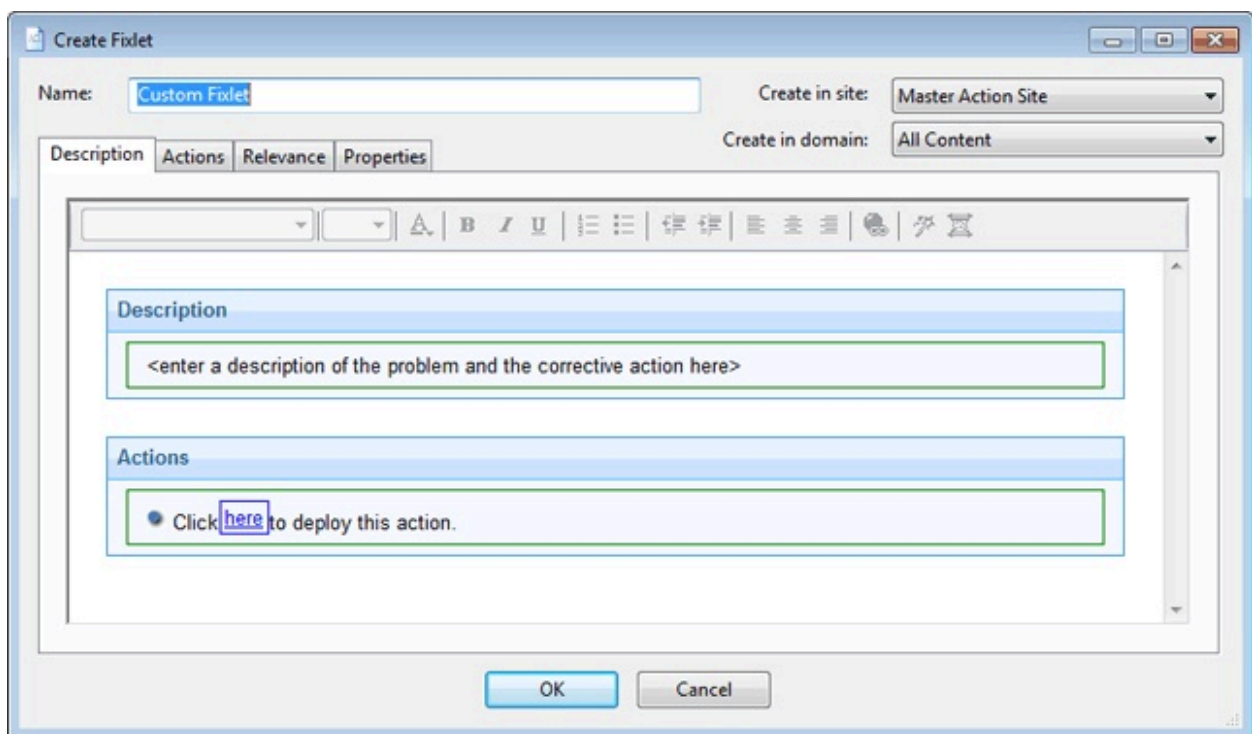 Create Fixlet
Name: Custom Fixlet Create in site: Master Action Site
Create in domain: All Content
Description Actions Relevance Properties
A B I U
Description
<enter a description of the problem and the corrective action here>
Actions
Click here to deploy this action.
OK Cancel